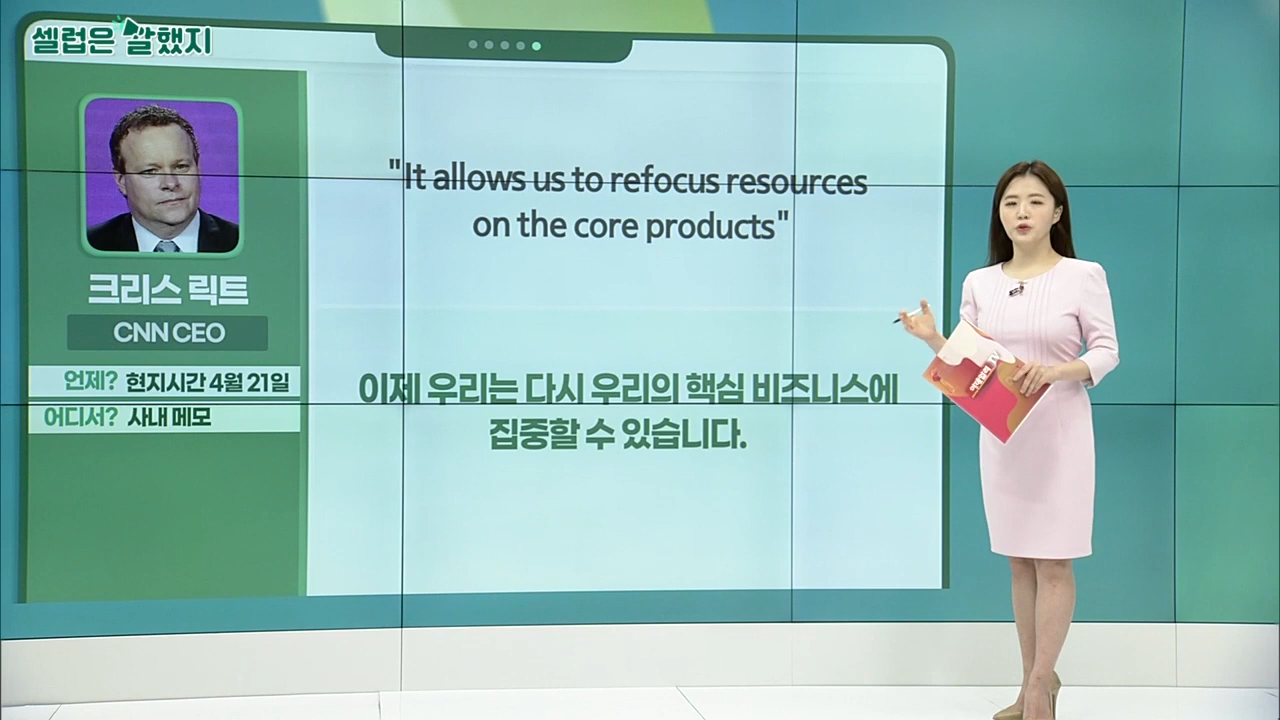 셀럽은 말했지
"It allows us to refocus resources
on the core products"
크리스 릭트
CNN CEO
언제? 현지시간 4월 21일
어디서? 사내 메모
이제 우리는 다시 우리의 핵심 비즈니스에
집중할 수 있습니다.